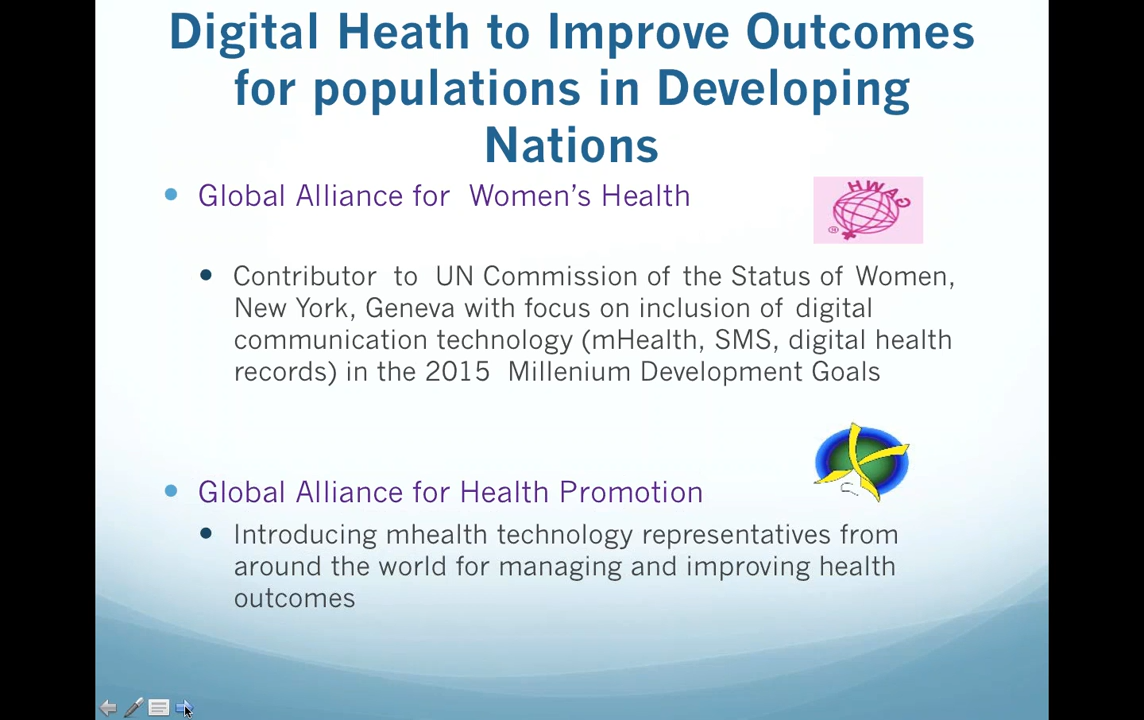 Digital Heath to Improve Outcomes
for populations in Developing
Nations
• Global Alliance for Women’s Health
GAWH
®
• Contributor to UN Commission of the Status of Women,
New York, Geneva with focus on inclusion of digital
communication technology (mHealth, SMS, digital health
records) in the 2015 Millenium Development Goals
• Global Alliance for Health Promotion
• Introducing mhealth technology representatives from
around the world for managing and improving health
outcomes